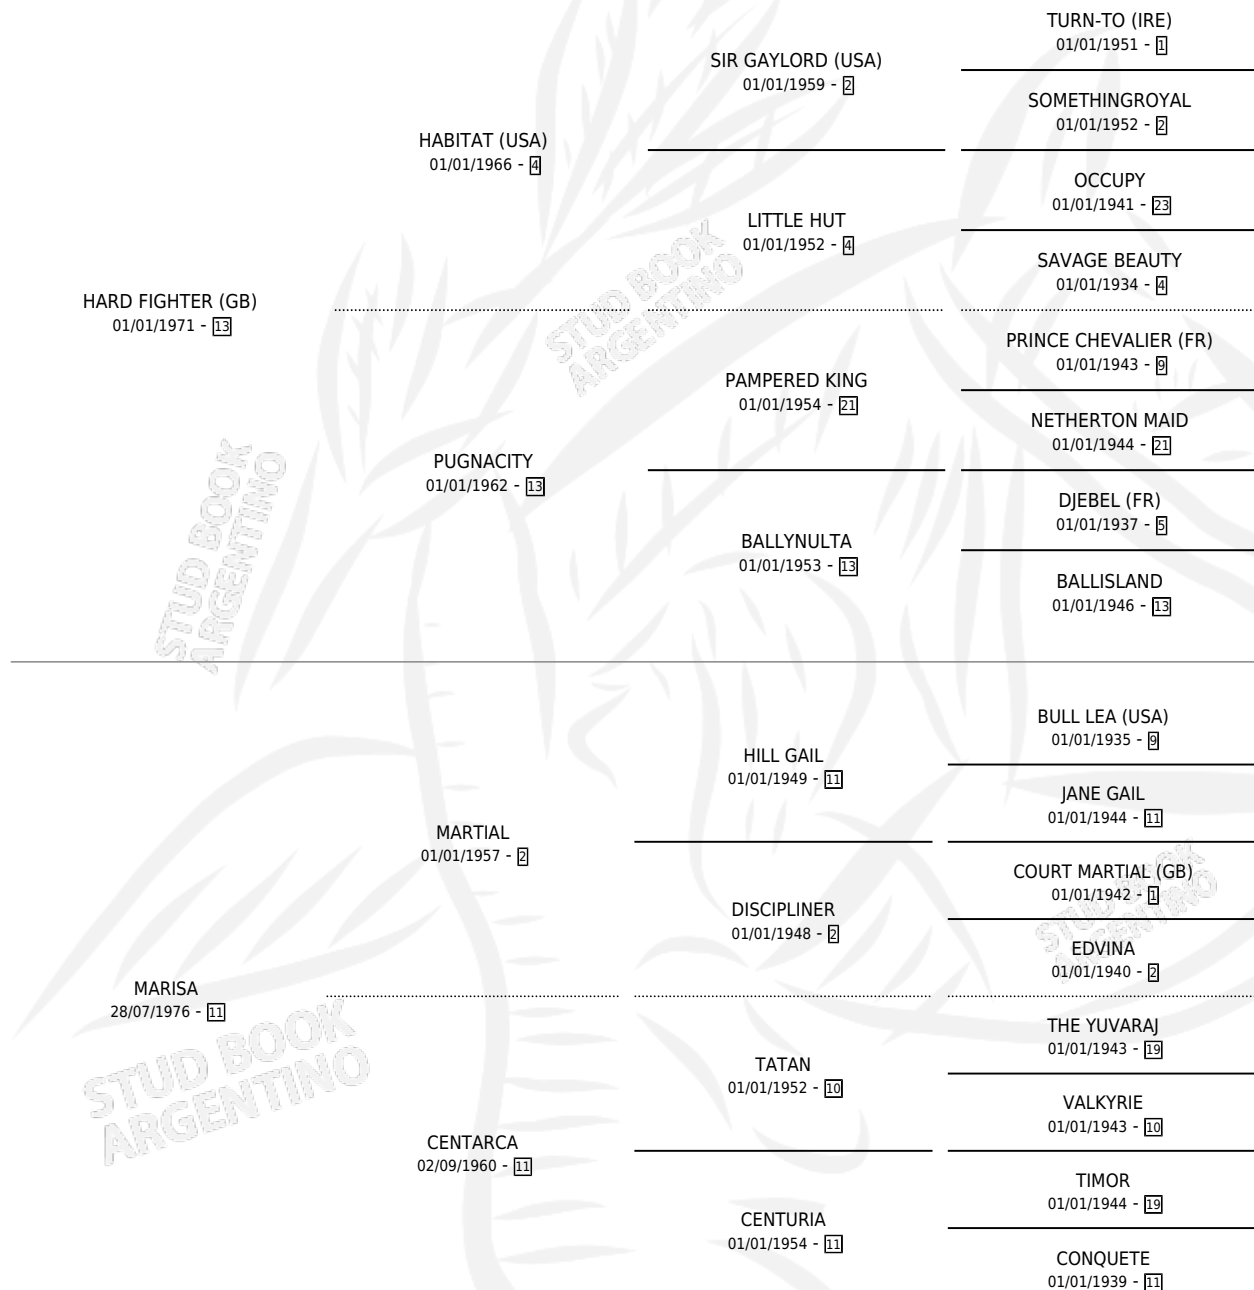 TURN-TO (IRE)
01/01/1951 - 1
SIR GAYLORD (USA)
01/01/1959 - 2
SOMETHINGROYAL
01/01/1952 - 2
HABITAT (USA)
01/01/1966 - 4
OCCUPY
01/01/1941 - 23
LITTLE HUT
01/01/1952 - 4
SAVAGE BEAUTY
01/01/1934 - 4
HARD FIGHTER (GB)
01/01/1971 - 13
PRINCE CHEVALIER (FR)
01/01/1943 - 9
PAMPERED KING
01/01/1954 - 21
NETHERTON MAID
01/01/1944 - 21
PUGNACITY
01/01/1962 - 13
DJEBEL (FR)
01/01/1937 - 5
BALLYNULTA
01/01/1953 - 13
BALLISLAND
01/01/1946 - 13
BULL LEA (USA)
01/01/1935 - 9
HILL GAIL
01/01/1949 - 11
JANE GAIL
01/01/1944 - 11
MARTIAL
01/01/1957 - 2
COURT MARTIAL (GB)
01/01/1942 - 1
DISCIPLINER
01/01/1948 - 2
EDVINA
01/01/1940 - 2
MARISA
28/07/1976 - 11
THE YUVARAJ
01/01/1943 - 19
TATAN
01/01/1952 - 10
VALKYRIE
01/01/1943 - 10
CENTARCA
02/09/1960 - 11
TIMOR
01/01/1944 - 19
CENTURIA
01/01/1954 - 11
CONQUETE
01/01/1939 - 11
STUD BOOK
ARGENTINO
STUD BOOK
ARGENTINO
STUD BOOK
ARGENTINO
STUD BOOK
ARGENTINO